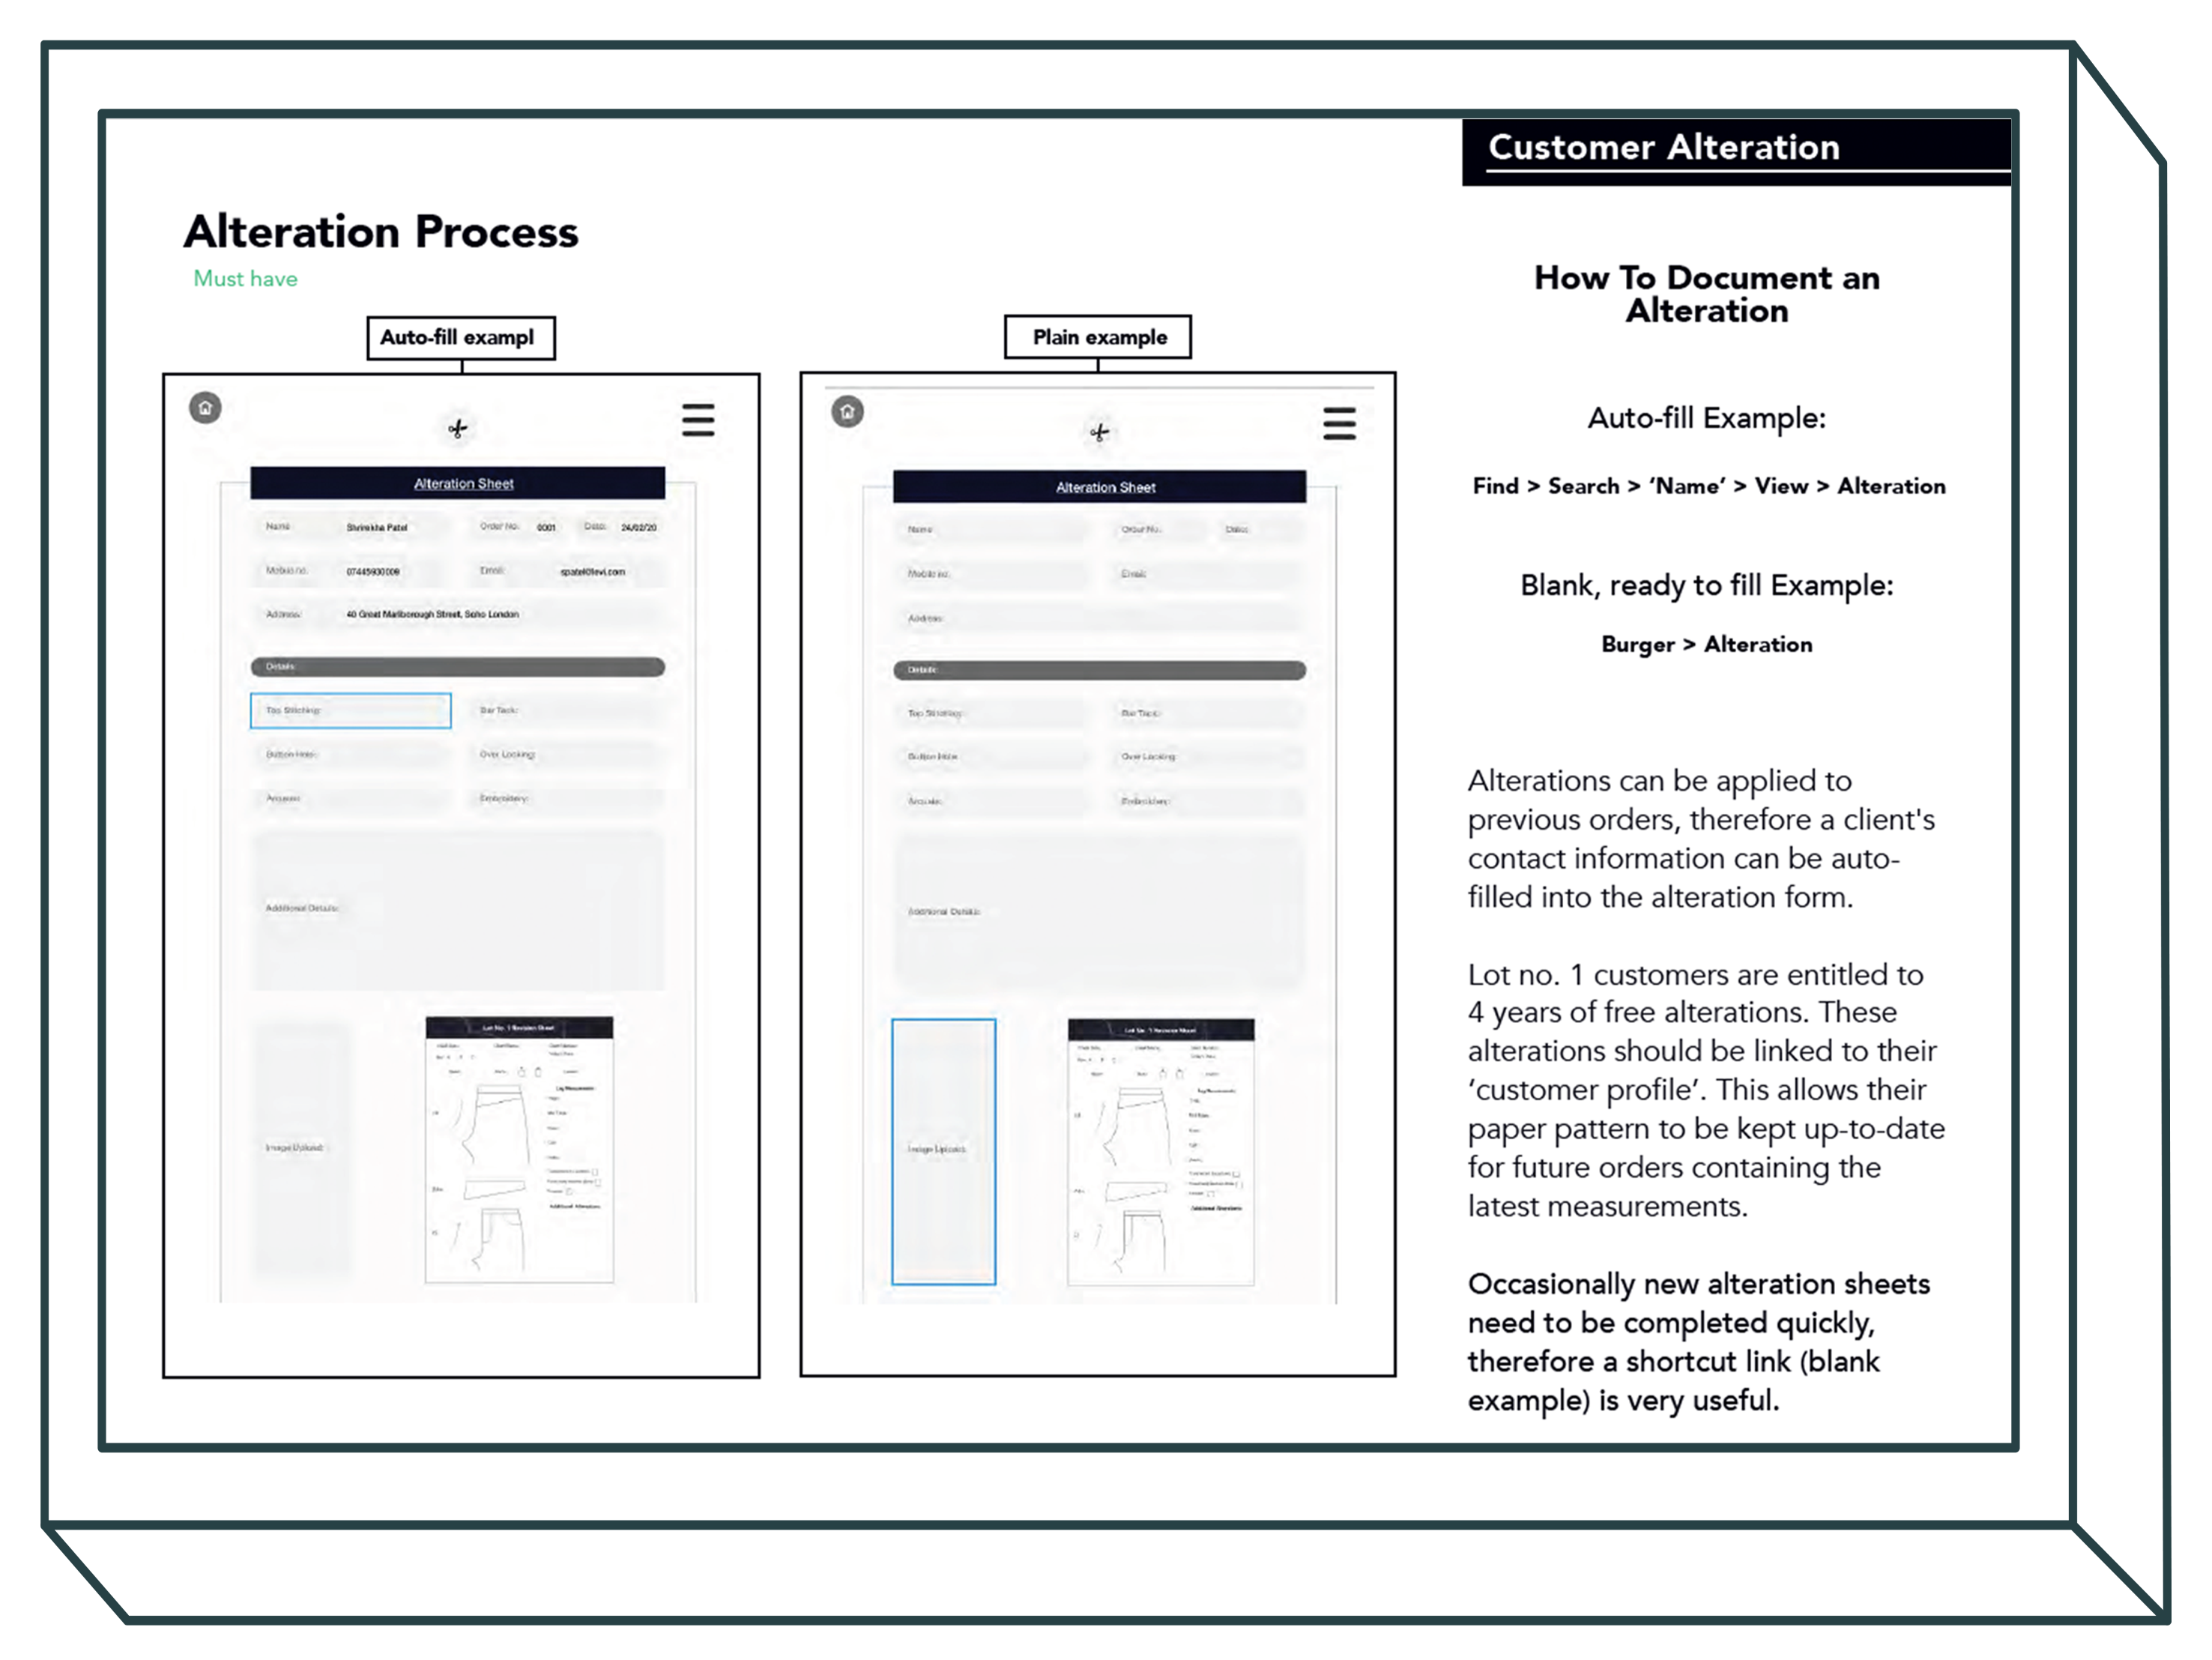 Customer Alteration
Alteration Process
Must have
Auto-fill exampl
Alteration Sheet
Name Shrirekha Patel Order No. 0001 Date: 24/02/20
Mobile no. 07445930009 Email: spatel@levi.com
Address: 40 Great Marlborough Street, Soho London
Details:
Top Stitching: Bar Tack:
Button Hole: Over Locking:
Arcuate: Embroidery:
Additional Details:
Image Upload:
Lot No. 1 Revision Sheet
Leg Measurements
Additional Alterations
Plain example
Alteration Sheet
Name Order No. Date:
Mobile no. Email:
Address:
Details:
Top Stitching: Bar Tack:
Button Hole Over Locking:
Arcuate: Embroidery:
Additional Details:
Image Upload:
Lot No. 1 Revision Sheet
Leg Measurements
Additional Alterations
How To Document an
Alteration
Auto-fill Example:
Find > Search > ‘Name’ > View > Alteration
Blank, ready to fill Example:
Burger > Alteration
Alterations can be applied to
previous orders, therefore a client's
contact information can be auto-
filled into the alteration form.
Lot no. 1 customers are entitled to
4 years of free alterations. These
alterations should be linked to their
‘customer profile’. This allows their
paper pattern to be kept up-to-date
for future orders containing the
latest measurements.
Occasionally new alteration sheets
need to be completed quickly,
therefore a shortcut link (blank
example) is very useful.